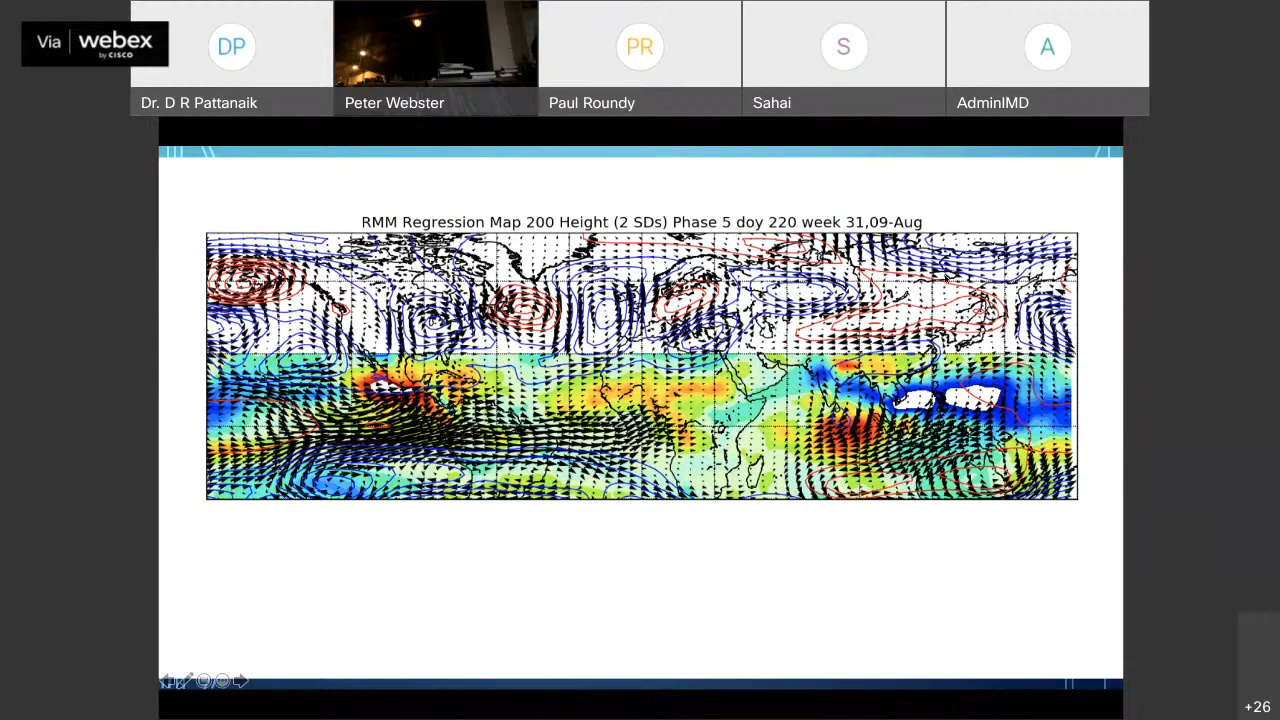 Via webex
by CISCO
DP
PR
S
A
Dr. D R Pattanaik
Peter Webster
Paul Roundy
Sahai
AdminIMD
RMM Regression Map 200 Height (2 SDs) Phase 5 doy 220 week 31,09-Aug
+26